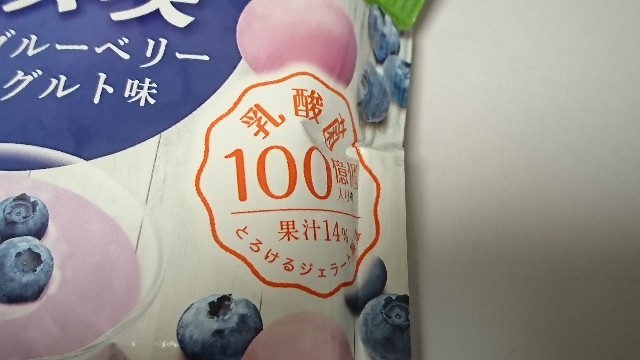 ブルーベリー
グルト味
乳酸菌
100億個
入り※
果汁14%
とろけるジェラート